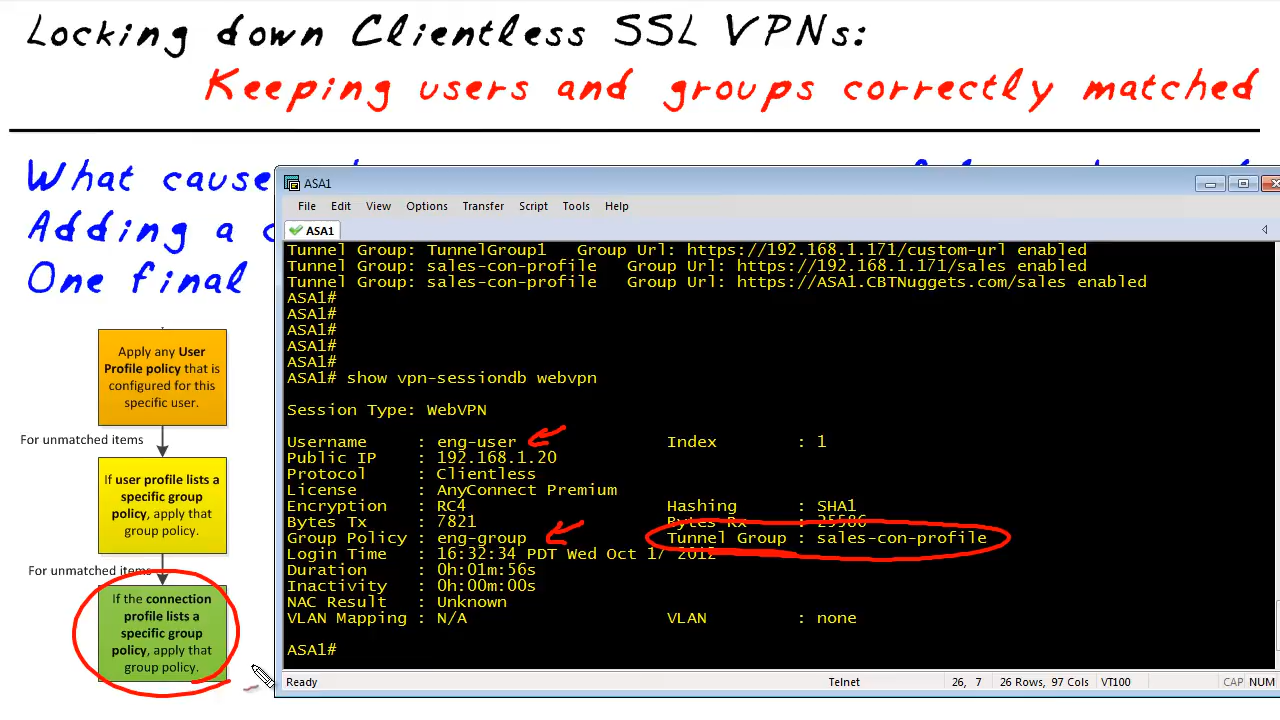 Locking down Clientless SSL VPNs:
Keeping users and groups correctly matched
What cause
Adding a c
One final
Apply any User
Profile policy that is
configured for this
specific user.
For unmatched items
If user profile lists a
specific group
policy, apply that
group policy.
For unmatched items
If the connection
profile lists a
specific group
policy, apply that
group policy.
ASA1
File Edit View Options Transfer Script Tools Help
ASA1
Tunnel Group: TunnelGroup1 Group Url: https://192.168.1.171/custom-url enabled
Tunnel Group: sales-con-profile Group Url: https://192.168.1.171/sales enabled
Tunnel Group: sales-con-profile Group Url: https://ASA1.CBTNuggets.com/sales enabled
ASA1#
ASA1#
ASA1#
ASA1#
ASA1#
ASA1# show vpn-sessiondb webvpn
Session Type: WebVPN
Username : eng-user Index : 1
Public IP : 192.168.1.20
Protocol : Clientless
License : AnyConnect Premium
Encryption : RC4 Hashing : SHA1
Bytes Tx : 7821 Bytes Rx : 25586
Group Policy : eng-group Tunnel Group : sales-con-profile
Login Time : 16:32:34 PDT Wed Oct 17 2012
Duration : 0h:01m:56s
Inactivity : 0h:00m:00s
NAC Result : Unknown
VLAN Mapping : N/A VLAN : none
ASA1#
Ready Telnet 26, 7 26 Rows, 97 Cols VT100 CAP NUM